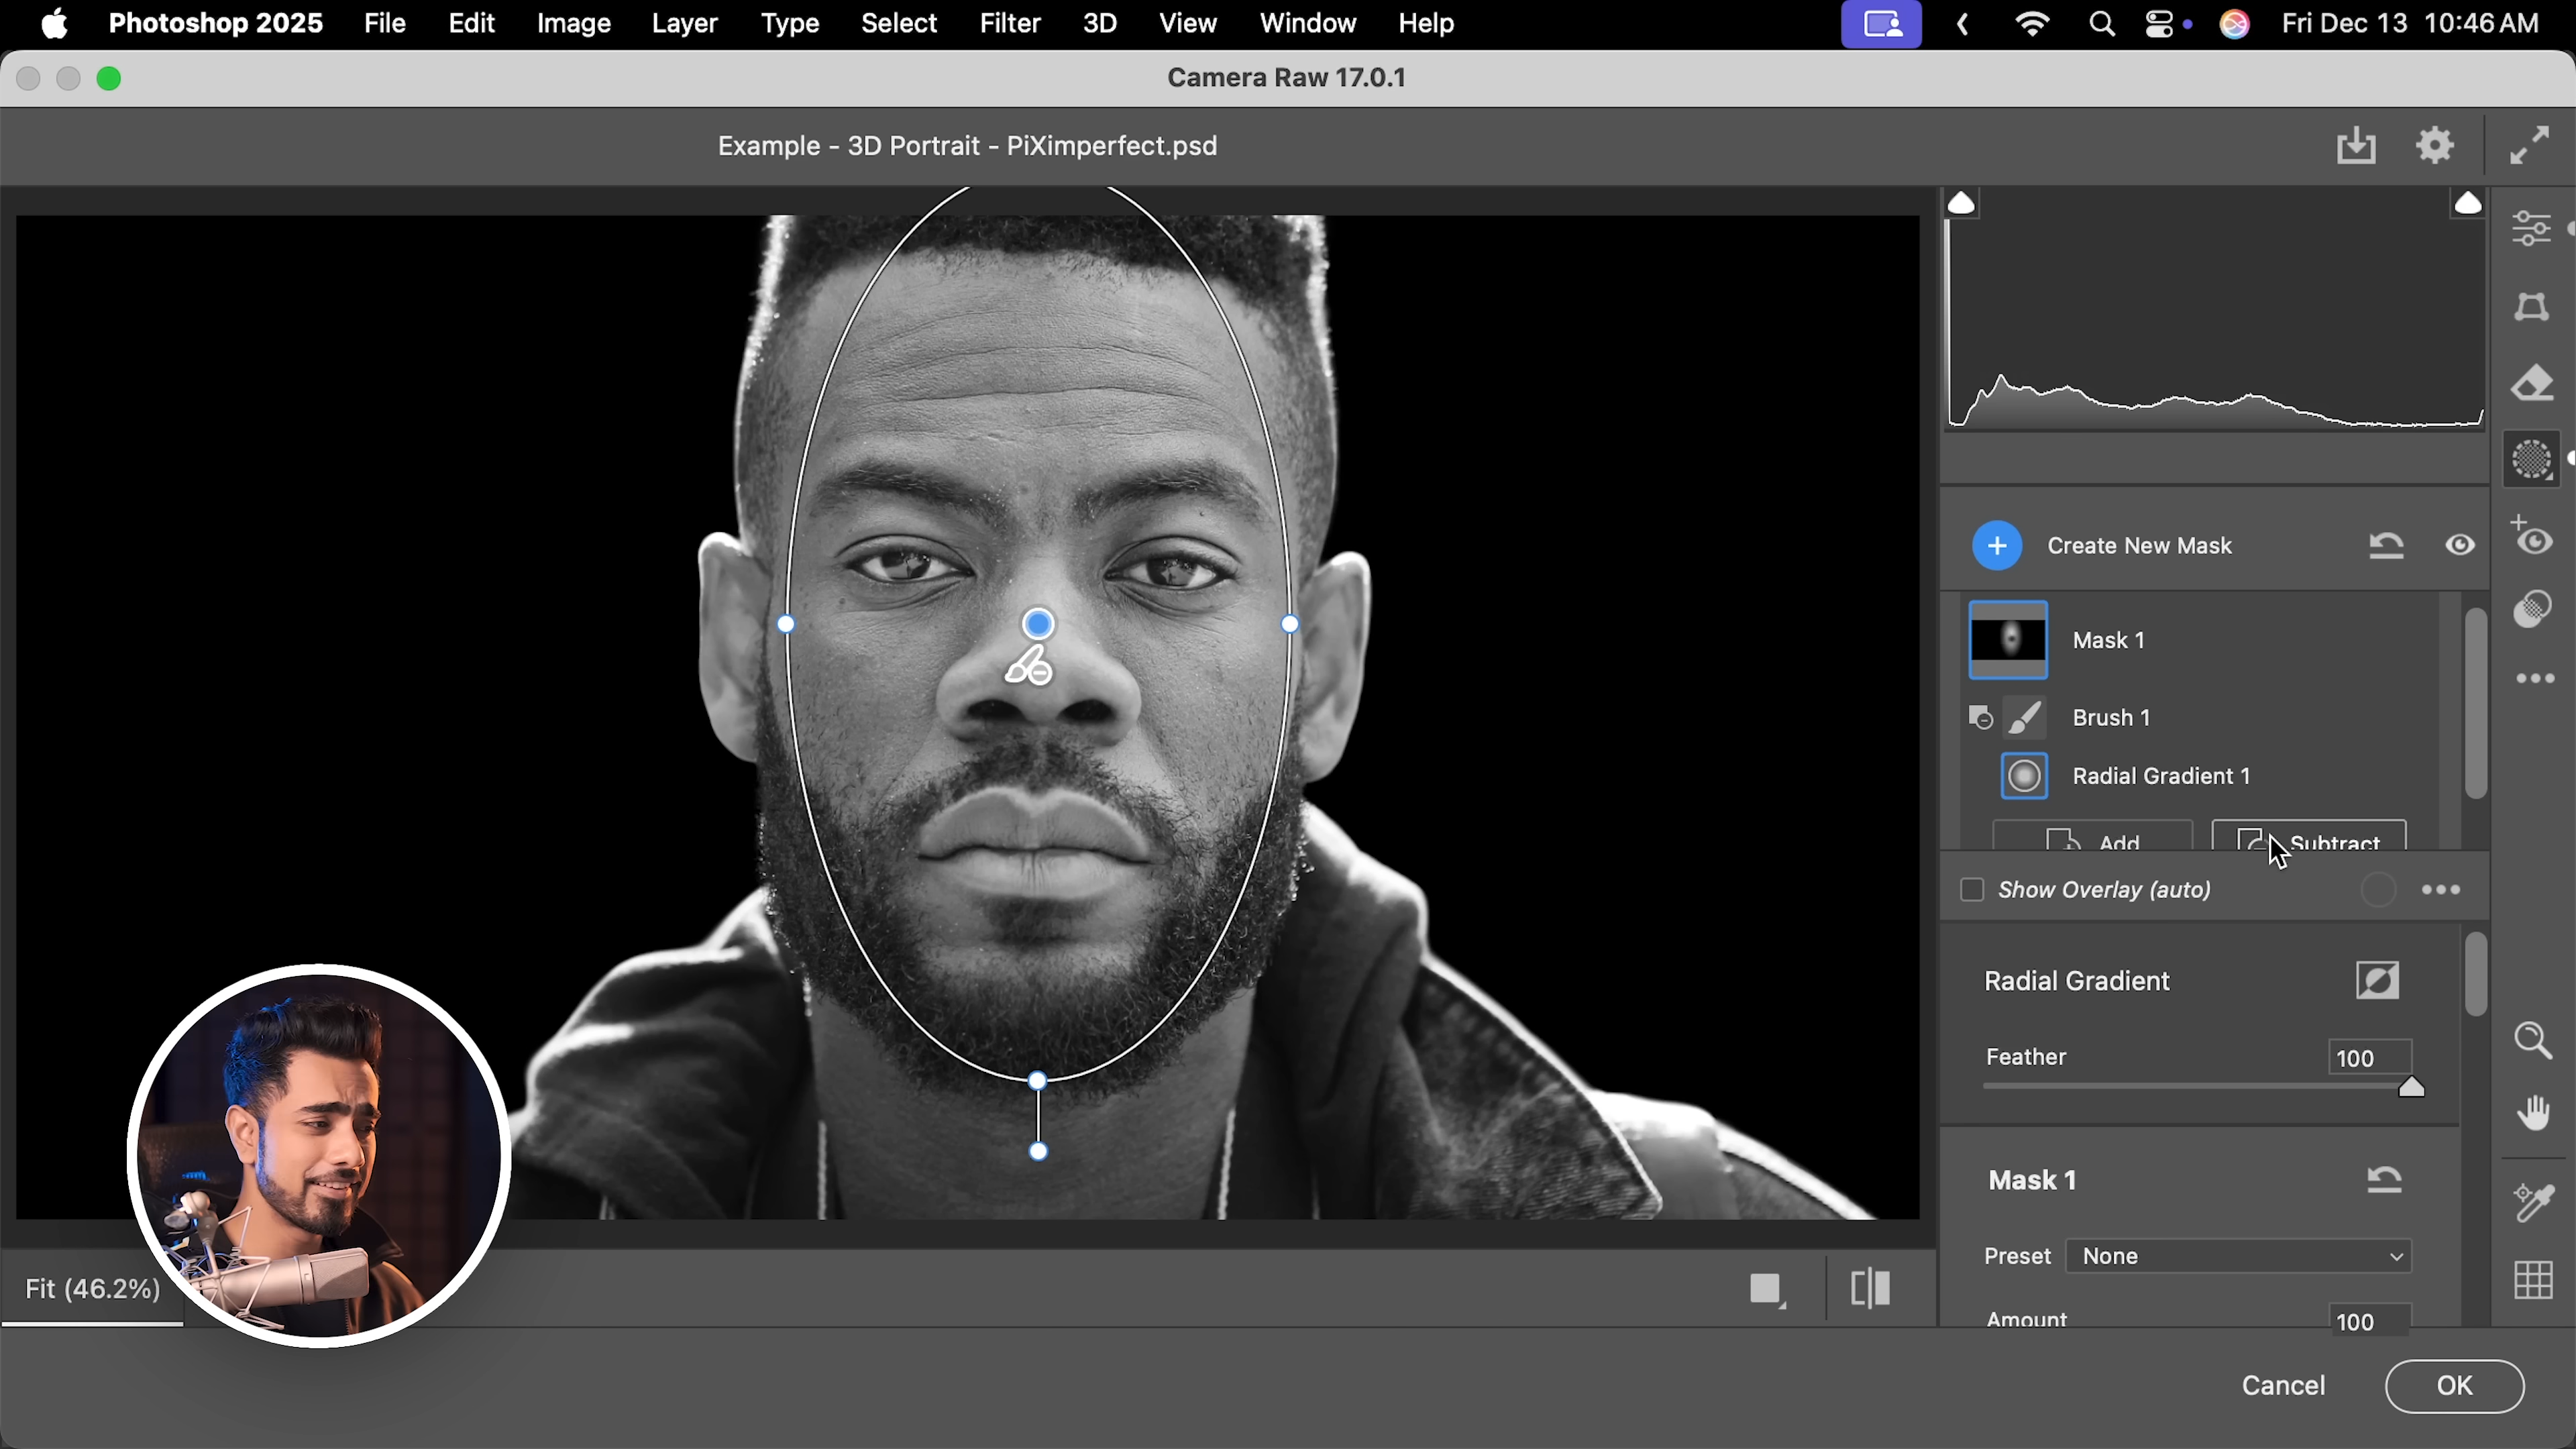 Photoshop 2025 File Edit Image Layer Type Select Filter 3D View Window Help Fri Dec 13 10:46 AM
Camera Raw 17.0.1
Example - 3D Portrait - PiXimperfect.psd
Create New Mask
Mask 1
Brush 1
Radial Gradient 1
Add Subtract
Show Overlay (auto)
Radial Gradient
Feather 100
Mask 1
Preset None
Amount 100
Fit (46.2%)
Cancel OK